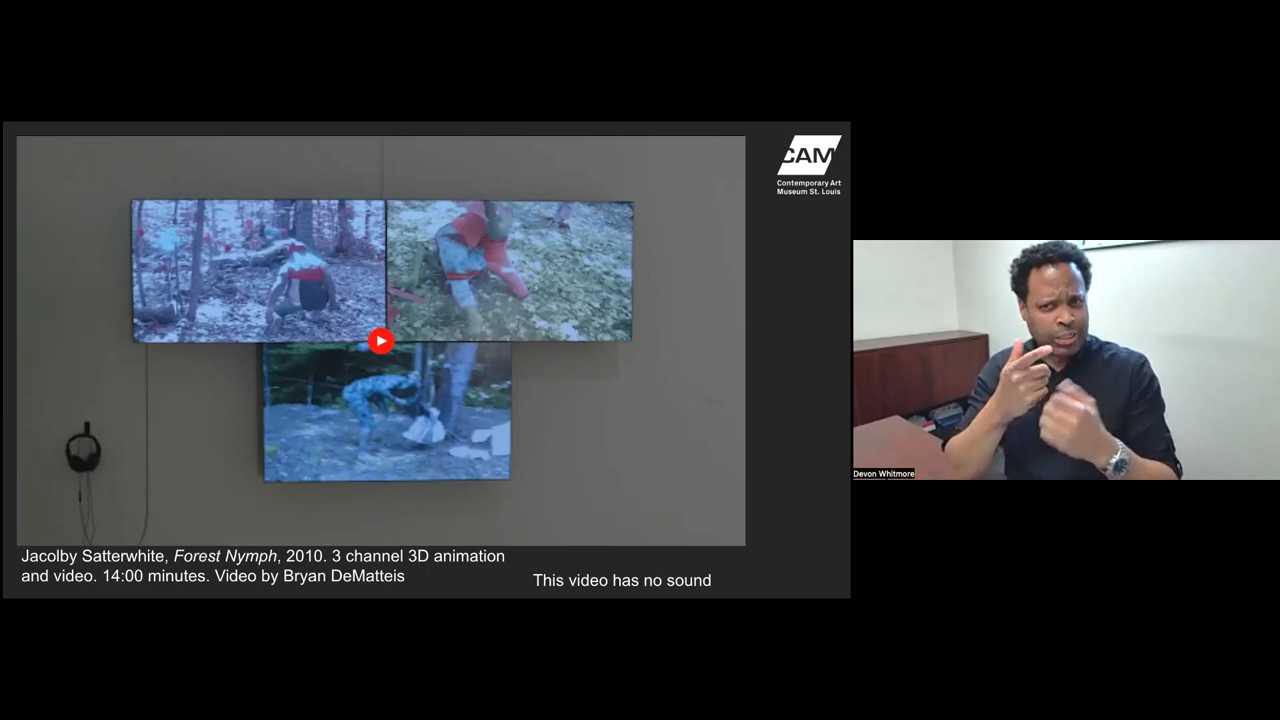 CAM
Contemporary Art
Museum St. Louis
Jacolby Satterwhite, Forest Nymph, 2010. 3 channel 3D animation
and video. 14:00 minutes. Video by Bryan DeMatteis
This video has no sound
Devon Whitmore